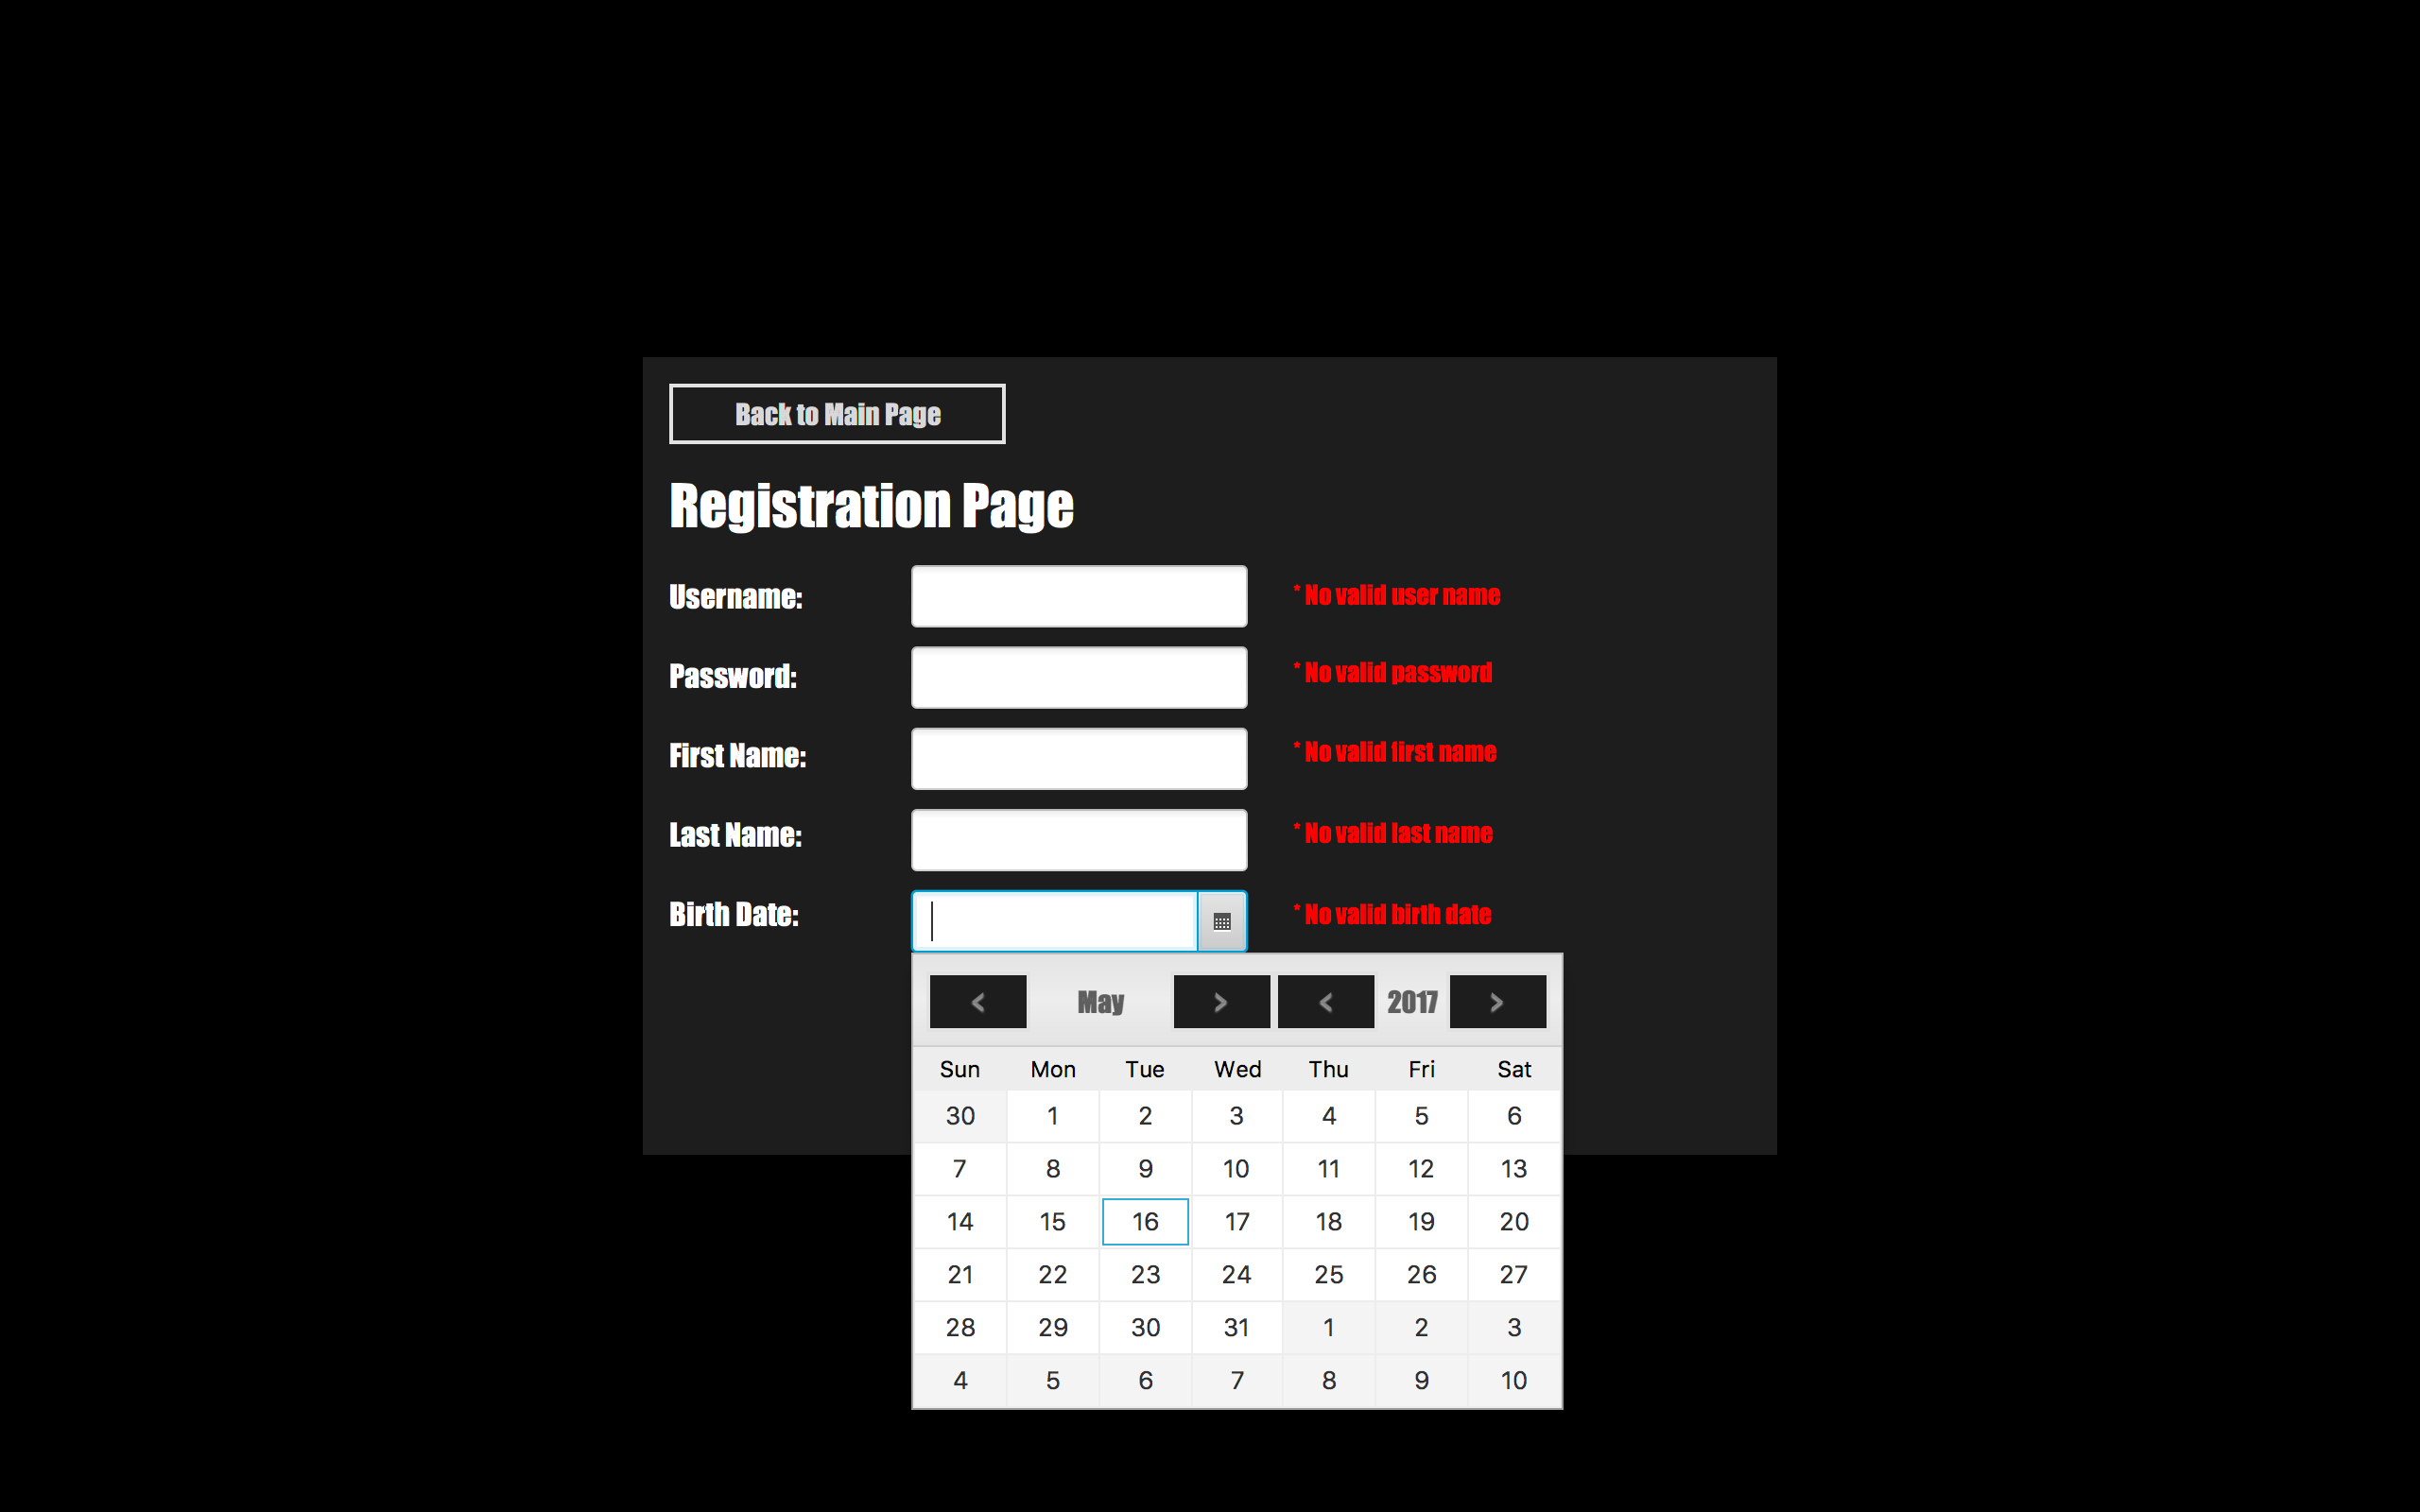 Back to Main Page
Registration Page
Username: * No valid user name
Password: * No valid password
First Name: * No valid first name
Last Name: * No valid last name
Birth Date: * No valid birth date
< May > < 2017 >
Sun Mon Tue Wed Thu Fri Sat
30 1 2 3 4 5 6
7 8 9 10 11 12 13
14 15 16 17 18 19 20
21 22 23 24 25 26 27
28 29 30 31 1 2 3
4 5 6 7 8 9 10